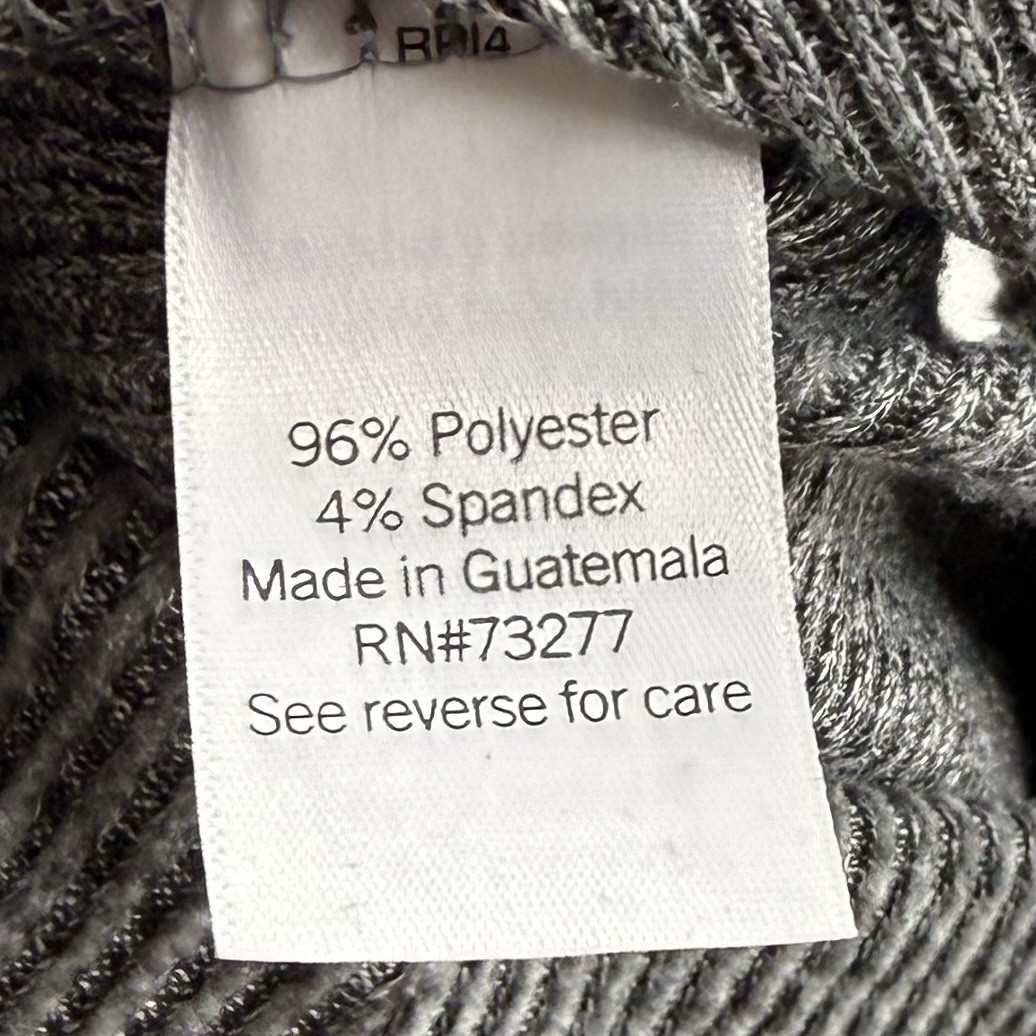 96% Polyester
4% Spandex
Made in Guatemala
RN#73277
See reverse for care